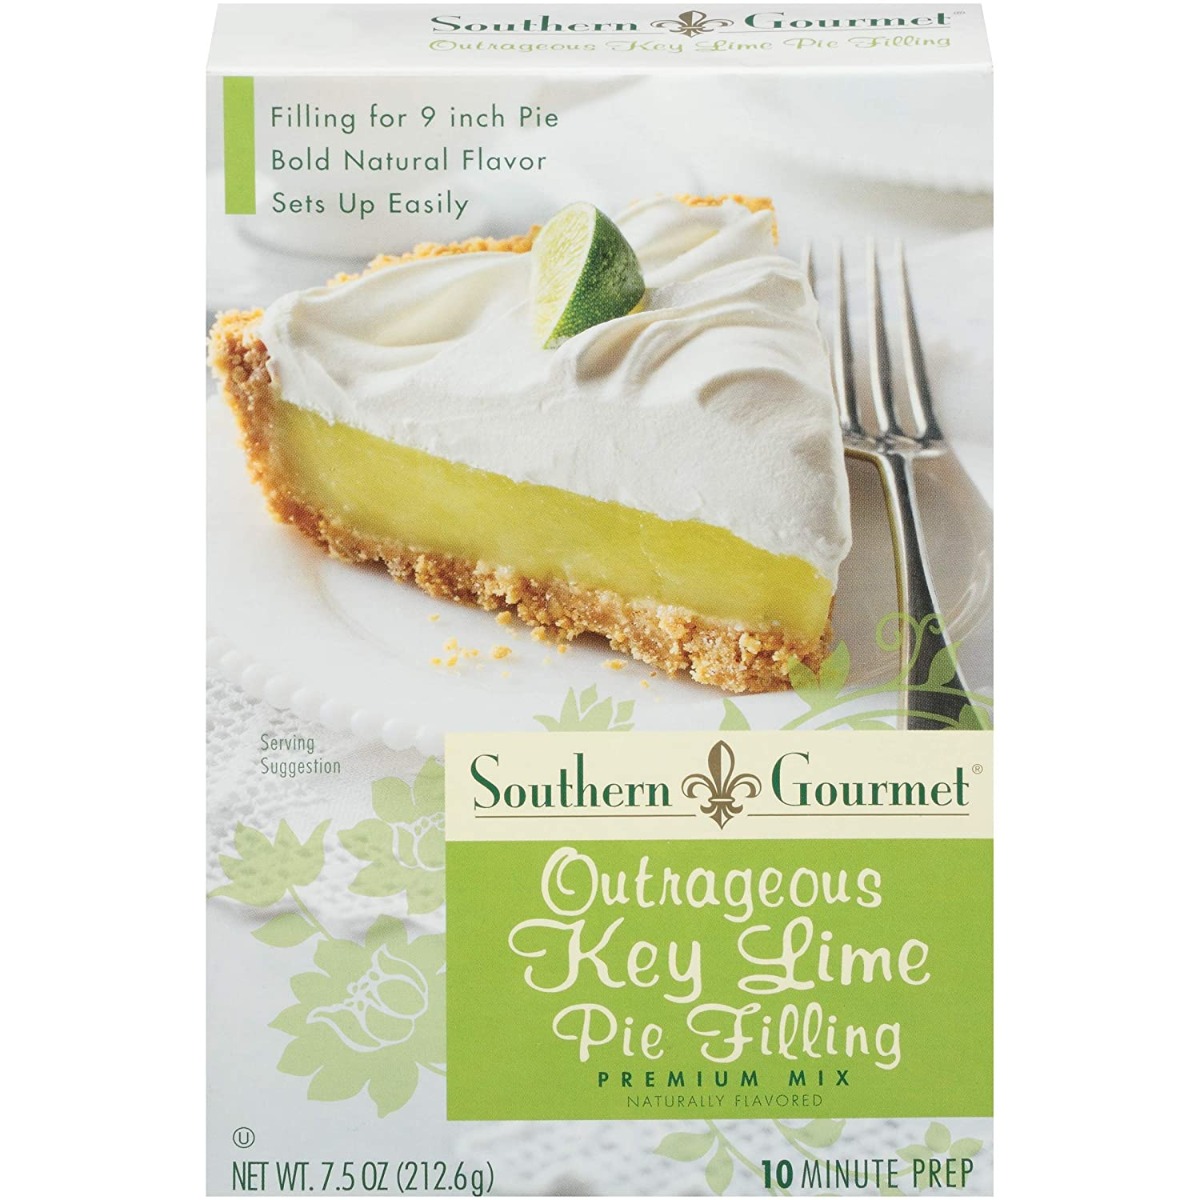 Southern Gourmet®
Outrageous Key Lime Pie Filling
Filling for 9 inch Pie
Bold Natural Flavor
Sets Up Easily
Serving
Suggestion
Southern Gourmet®
Outrageous
Key Lime
Pie Filling
PREMIUM MIX
NATURALLY FLAVORED
U
NET WT. 7.5 OZ (212.6g)
10 MINUTE PREP